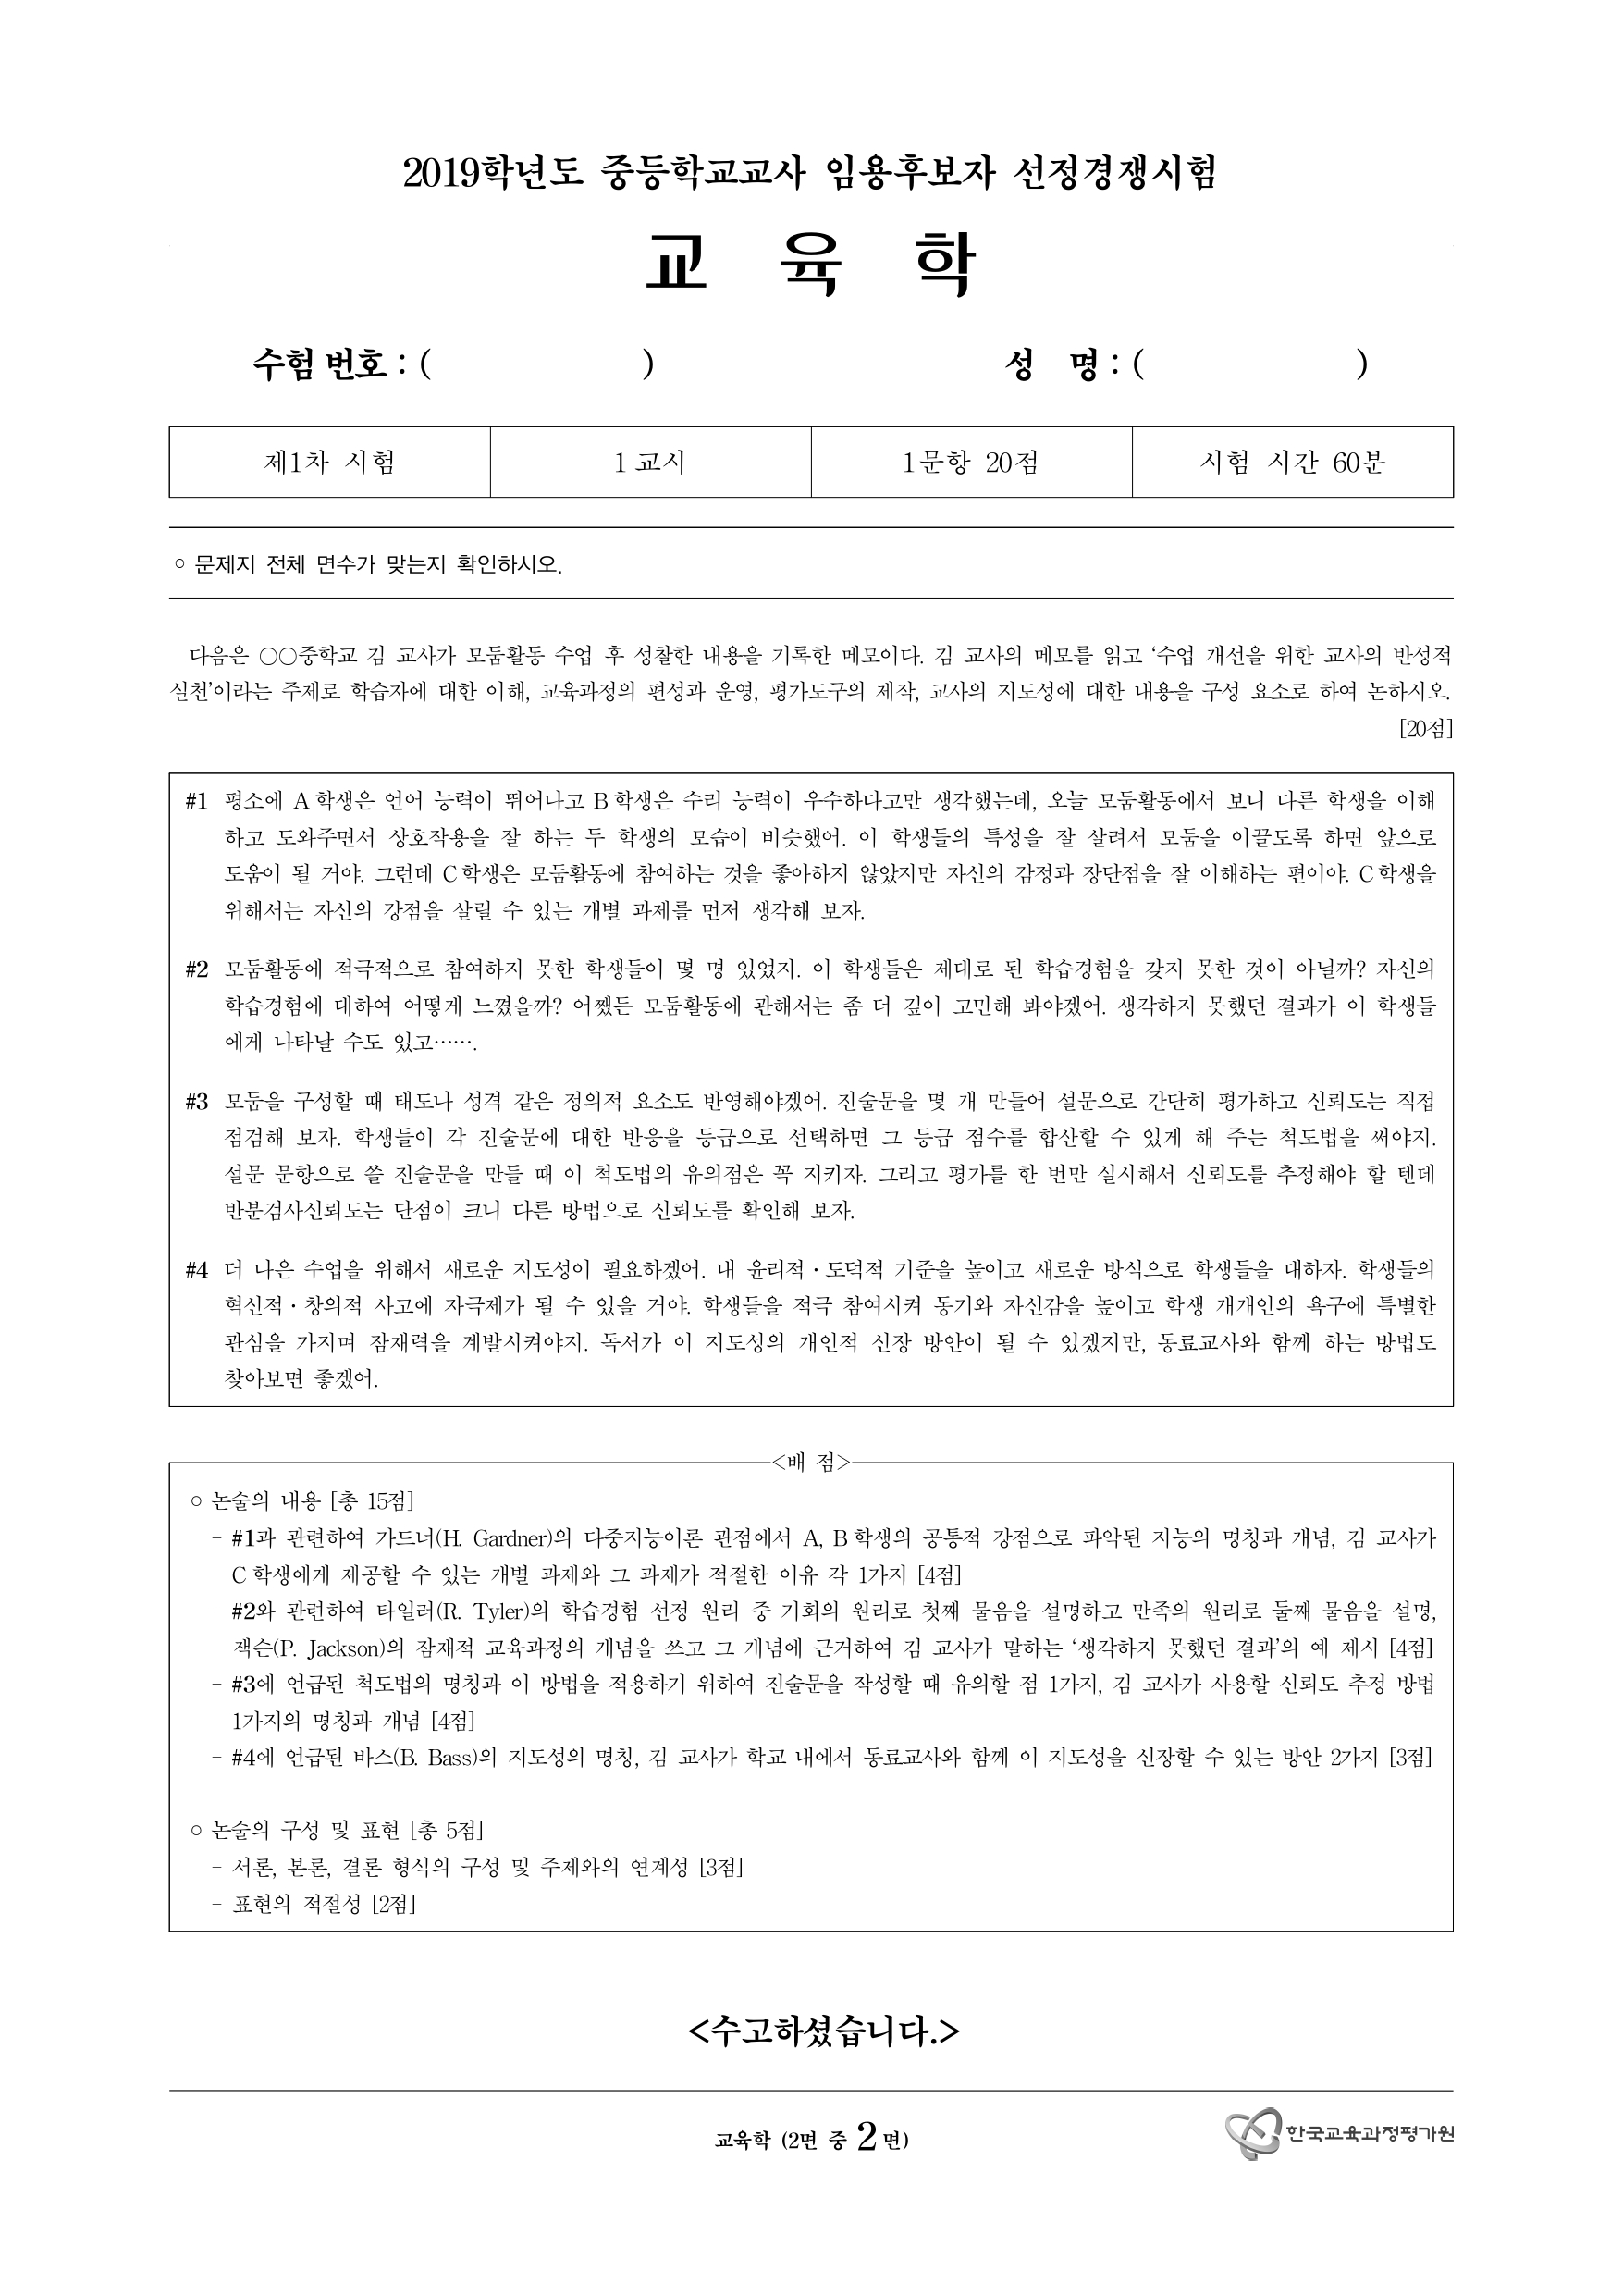 2019학년도 중등학교교사 임용후보자 선정경쟁시험
교 육 학
수험 번호 : ( )
성 명 : ( )
제1차 시험
1 교시
1문항 20점
시험 시간 60분
○ 문제지 전체 면수가 맞는지 확인하시오.
다음은 ○○중학교 김 교사가 모둠활동 수업 후 성찰한 내용을 기록한 메모이다. 김 교사의 메모를 읽고 ‘수업 개선을 위한 교사의 반성적
실천’이라는 주제로 학습자에 대한 이해, 교육과정의 편성과 운영, 평가도구의 제작, 교사의 지도성에 대한 내용을 구성 요소로 하여 논하시오.
[20점]
#1 평소에 A 학생은 언어 능력이 뛰어나고 B 학생은 수리 능력이 우수하다고만 생각했는데, 오늘 모둠활동에서 보니 다른 학생을 이해
하고 도와주면서 상호작용을 잘 하는 두 학생의 모습이 비슷했어. 이 학생들의 특성을 잘 살려서 모둠을 이끌도록 하면 앞으로
도움이 될 거야. 그런데 C 학생은 모둠활동에 참여하는 것을 좋아하지 않았지만 자신의 감정과 장단점을 잘 이해하는 편이야. C 학생을
위해서는 자신의 강점을 살릴 수 있는 개별 과제를 먼저 생각해 보자.
#2 모둠활동에 적극적으로 참여하지 못한 학생들이 몇 명 있었지. 이 학생들은 제대로 된 학습경험을 갖지 못한 것이 아닐까? 자신의
학습경험에 대하여 어떻게 느꼈을까? 어쨌든 모둠활동에 관해서는 좀 더 깊이 고민해 봐야겠어. 생각하지 못했던 결과가 이 학생들
에게 나타날 수도 있고…….
#3 모둠을 구성할 때 태도나 성격 같은 정의적 요소도 반영해야겠어. 진술문을 몇 개 만들어 설문으로 간단히 평가하고 신뢰도는 직접
점검해 보자. 학생들이 각 진술문에 대한 반응을 등급으로 선택하면 그 등급 점수를 합산할 수 있게 해 주는 척도법을 써야지.
설문 문항으로 쓸 진술문을 만들 때 이 척도법의 유의점은 꼭 지키자. 그리고 평가를 한 번만 실시해서 신뢰도를 추정해야 할 텐데
반분검사신뢰도는 단점이 크니 다른 방법으로 신뢰도를 확인해 보자.
#4 더 나은 수업을 위해서 새로운 지도성이 필요하겠어. 내 윤리적・도덕적 기준을 높이고 새로운 방식으로 학생들을 대하자. 학생들의
혁신적・창의적 사고에 자극제가 될 수 있을 거야. 학생들을 적극 참여시켜 동기와 자신감을 높이고 학생 개개인의 욕구에 특별한
관심을 가지며 잠재력을 계발시켜야지. 독서가 이 지도성의 개인적 신장 방안이 될 수 있겠지만, 동료교사와 함께 하는 방법도
찾아보면 좋겠어.
<배 점>
○ 논술의 내용 [총 15점]
- #1과 관련하여 가드너(H. Gardner)의 다중지능이론 관점에서 A, B 학생의 공통적 강점으로 파악된 지능의 명칭과 개념, 김 교사가
C 학생에게 제공할 수 있는 개별 과제와 그 과제가 적절한 이유 각 1가지 [4점]
- #2와 관련하여 타일러(R. Tyler)의 학습경험 선정 원리 중 기회의 원리로 첫째 물음을 설명하고 만족의 원리로 둘째 물음을 설명,
잭슨(P. Jackson)의 잠재적 교육과정의 개념을 쓰고 그 개념에 근거하여 김 교사가 말하는 ‘생각하지 못했던 결과’의 예 제시 [4점]
- #3에 언급된 척도법의 명칭과 이 방법을 적용하기 위하여 진술문을 작성할 때 유의할 점 1가지, 김 교사가 사용할 신뢰도 추정 방법
1가지의 명칭과 개념 [4점]
- #4에 언급된 바스(B. Bass)의 지도성의 명칭, 김 교사가 학교 내에서 동료교사와 함께 이 지도성을 신장할 수 있는 방안 2가지 [3점]
○ 논술의 구성 및 표현 [총 5점]
- 서론, 본론, 결론 형식의 구성 및 주제와의 연계성 [3점]
- 표현의 적절성 [2점]
<수고하셨습니다.>
교육학 (2면 중 2 면)
한국교육과정평가원